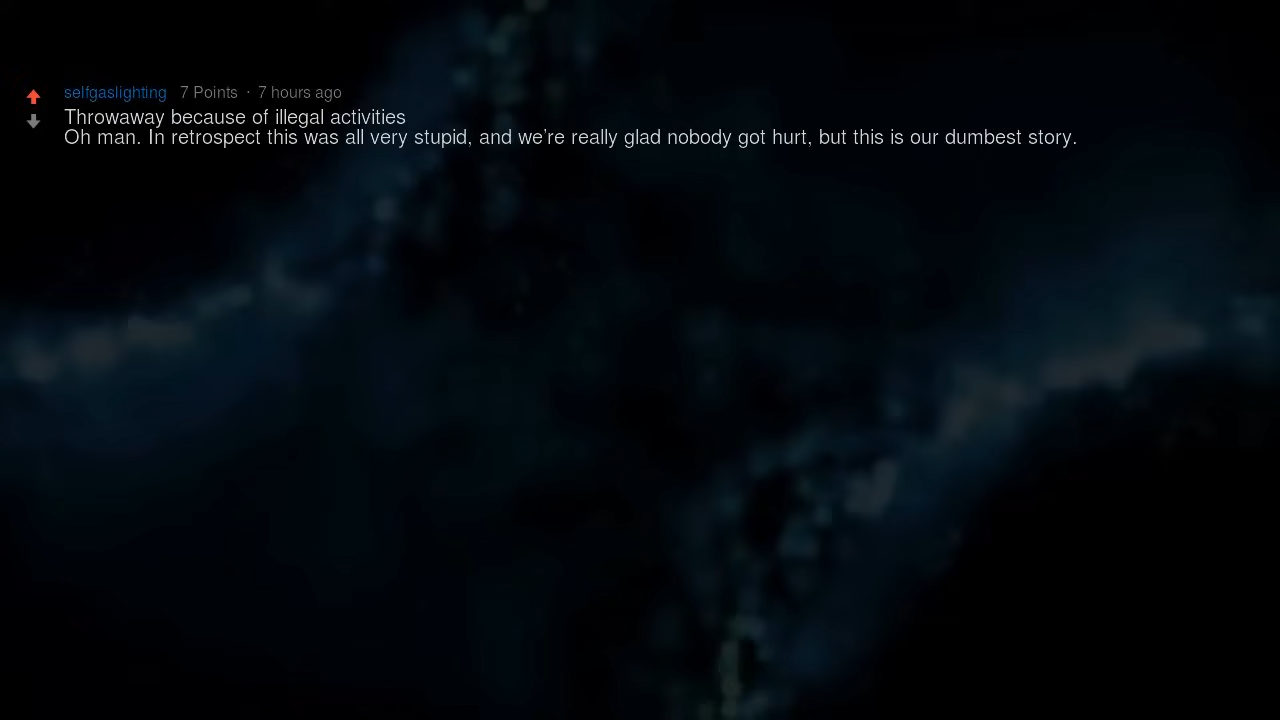 selfgaslighting 7 Points · 7 hours ago
Throwaway because of illegal activities
Oh man. In retrospect this was all very stupid, and we’re really glad nobody got hurt, but this is our dumbest story.